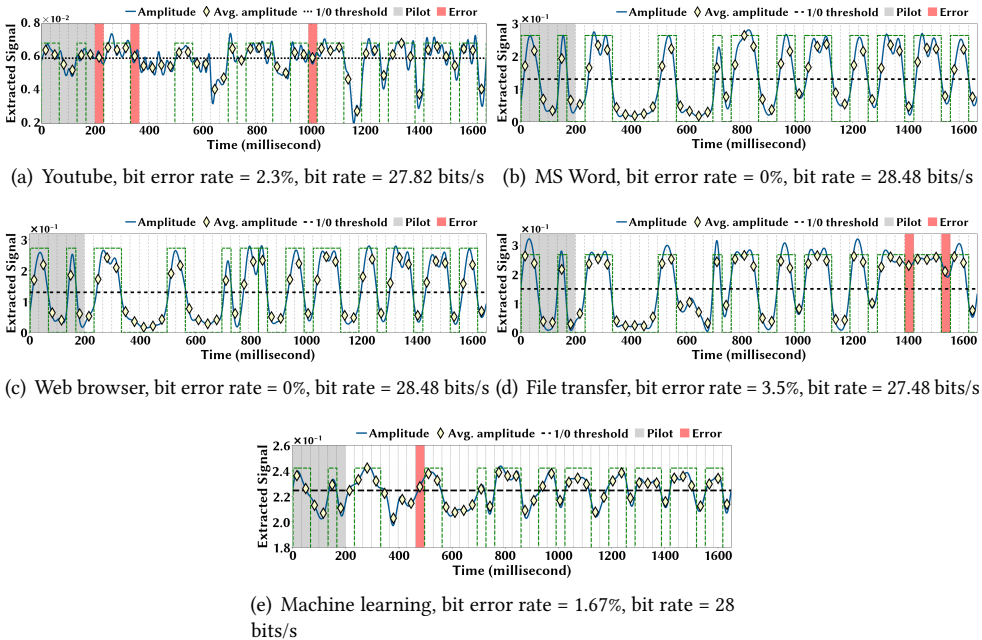 Amplitude Avg. amplitude 1/0 threshold Pilot Error
×10⁻²
Extracted Signal
0.8
0.6
0.4
0.2
0 200 400 600 800 1000 1200 1400 1600
Time (millisecond)
(a) Youtube, bit error rate = 2.3%, bit rate = 27.82 bits/s
Amplitude Avg. amplitude 1/0 threshold Pilot Error
×10⁻¹
Extracted Signal
3
2
1
0
0 200 400 600 800 1000 1200 1400 1600
Time (millisecond)
(b) MS Word, bit error rate = 0%, bit rate = 28.48 bits/s
Amplitude Avg. amplitude 1/0 threshold Pilot Error
×10⁻¹
Extracted Signal
3
2
1
0
0 200 400 600 800 1000 1200 1400 1600
Time (millisecond)
(c) Web browser, bit error rate = 0%, bit rate = 28.48 bits/s
Amplitude Avg. amplitude 1/0 threshold Pilot Error
×10⁻¹
Extracted Signal
3
2
1
0
0 200 400 600 800 1000 1200 1400 1600
Time (millisecond)
(d) File transfer, bit error rate = 3.5%, bit rate = 27.48 bits/s
Amplitude Avg. amplitude 1/0 threshold Pilot Error
×10⁻¹
Extracted Signal
2.6
2.4
2.2
2.0
1.8
0 200 400 600 800 1000 1200 1400 1600
Time (millisecond)
(e) Machine learning, bit error rate = 1.67%, bit rate = 28
bits/s